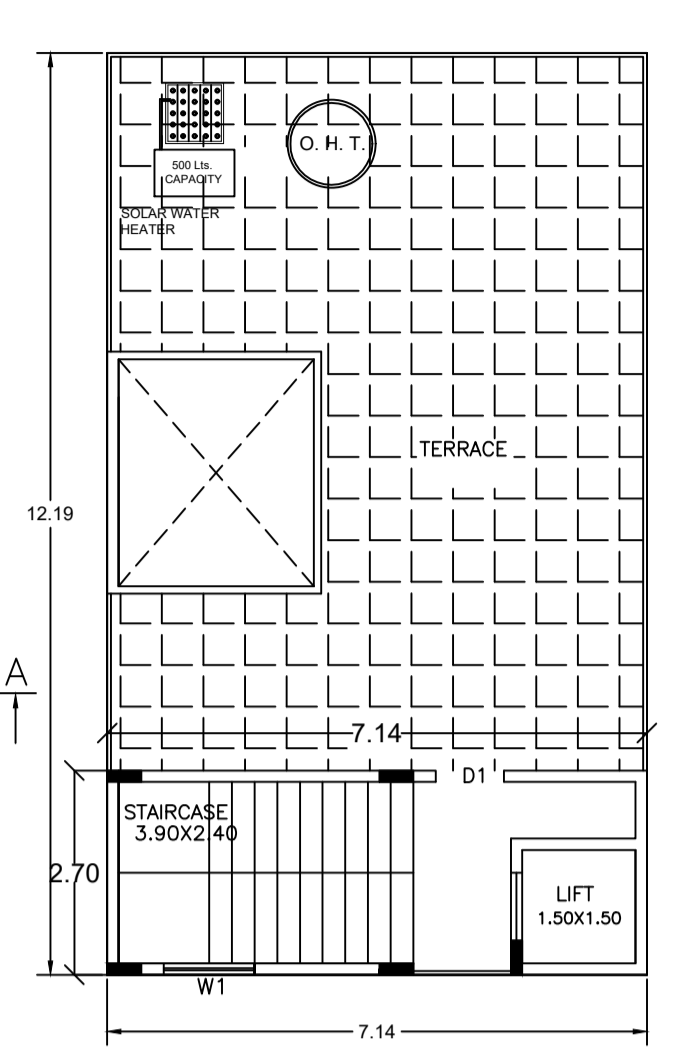 O. H. T.
500 Lts.
CAPACITY
SOLAR WATER
HEATER
TERRACE
12.19
A
7.14
D1
STAIRCASE
3.90X2.40
2.70
LIFT
1.50X1.50
W1
7.14